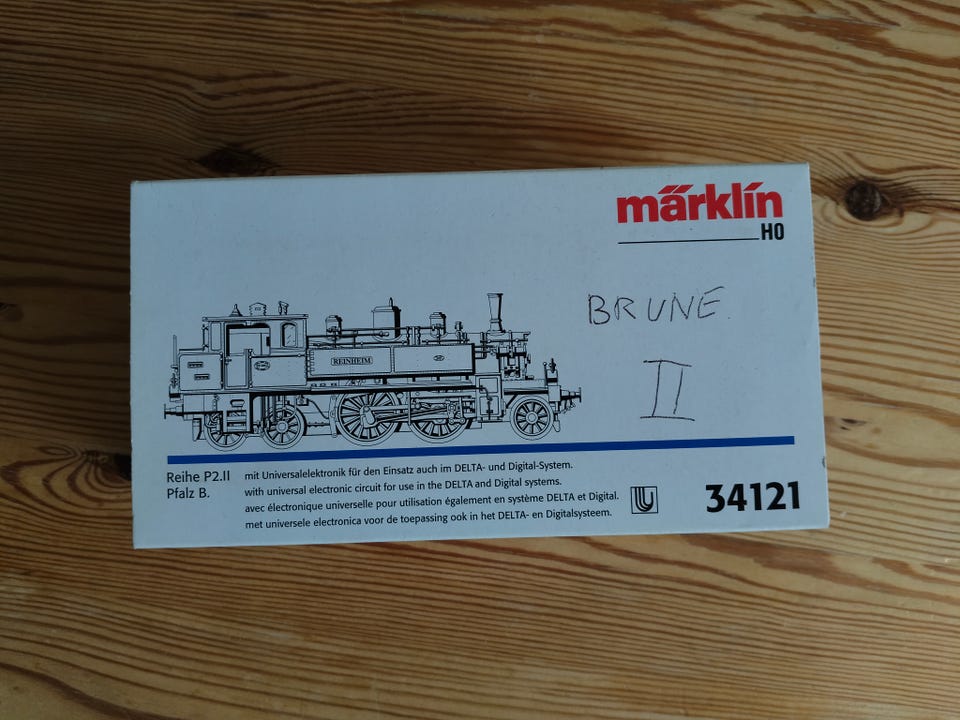 märklin
H0
BRUNE
II
REINHEIM
Reihe P2.II
Pfalz B.
mit Universalelektronik für den Einsatz auch im DELTA- und Digital-System.
with universal electronic circuit for use in the DELTA and Digital systems.
avec électronique universelle pour utilisation également en système DELTA et Digital.
met universele electronica voor de toepassing ook in het DELTA- en Digitalsysteem.
34121